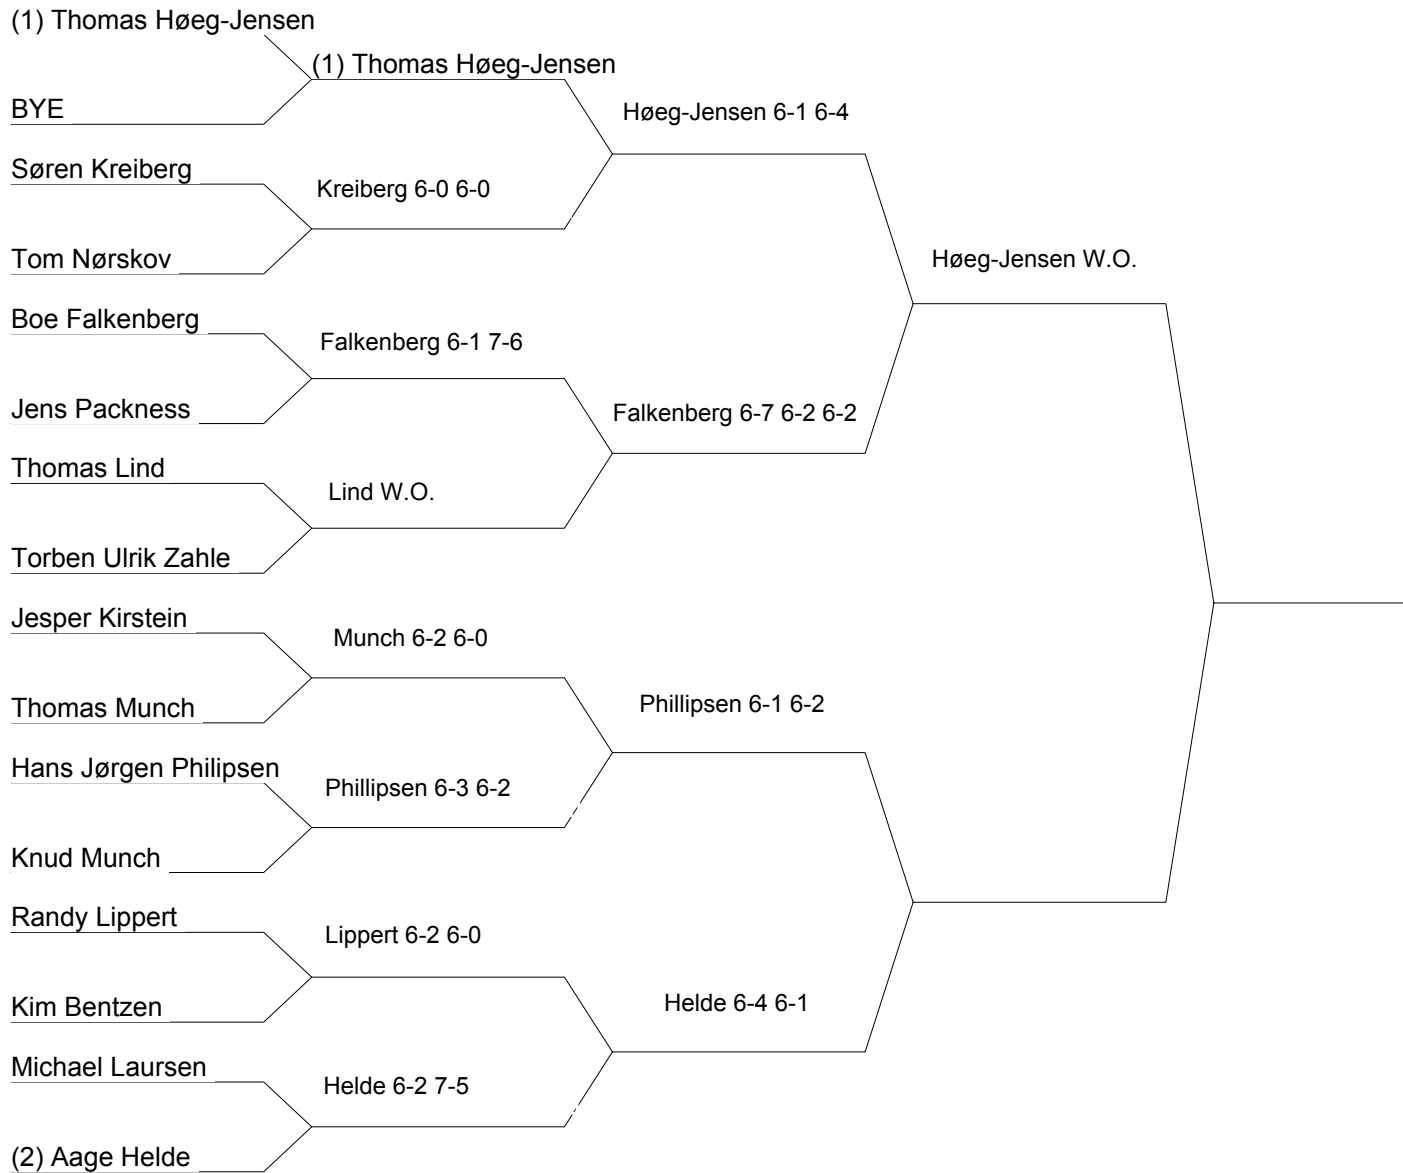 (1) Thomas Høeg-Jensen
(1) Thomas Høeg-Jensen
BYE
Høeg-Jensen 6-1 6-4
Søren Kreiberg
Kreiberg 6-0 6-0
Tom Nørskov
Høeg-Jensen W.O.
Boe Falkenberg
Falkenberg 6-1 7-6
Jens Packness
Falkenberg 6-7 6-2 6-2
Thomas Lind
Lind W.O.
Torben Ulrik Zahle
Jesper Kirstein
Munch 6-2 6-0
Thomas Munch
Phillipsen 6-1 6-2
Hans Jørgen Philipsen
Phillipsen 6-3 6-2
Knud Munch
Randy Lippert
Lippert 6-2 6-0
Kim Bentzen
Helde 6-4 6-1
Michael Laursen
Helde 6-2 7-5
(2) Aage Helde